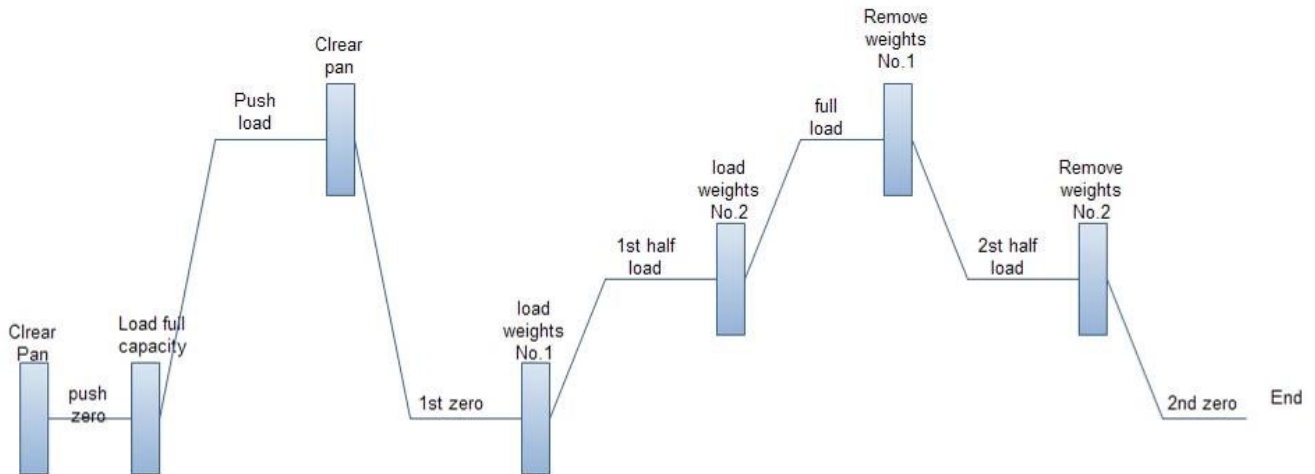 Clrear
Pan
push
zero
Load full
capacity
Push
load
Clrear
pan
1st zero
load
weights
No.1
1st half
load
load
weights
No.2
full
load
Remove
weights
No.1
2st half
load
Remove
weights
No.2
2nd zero
End